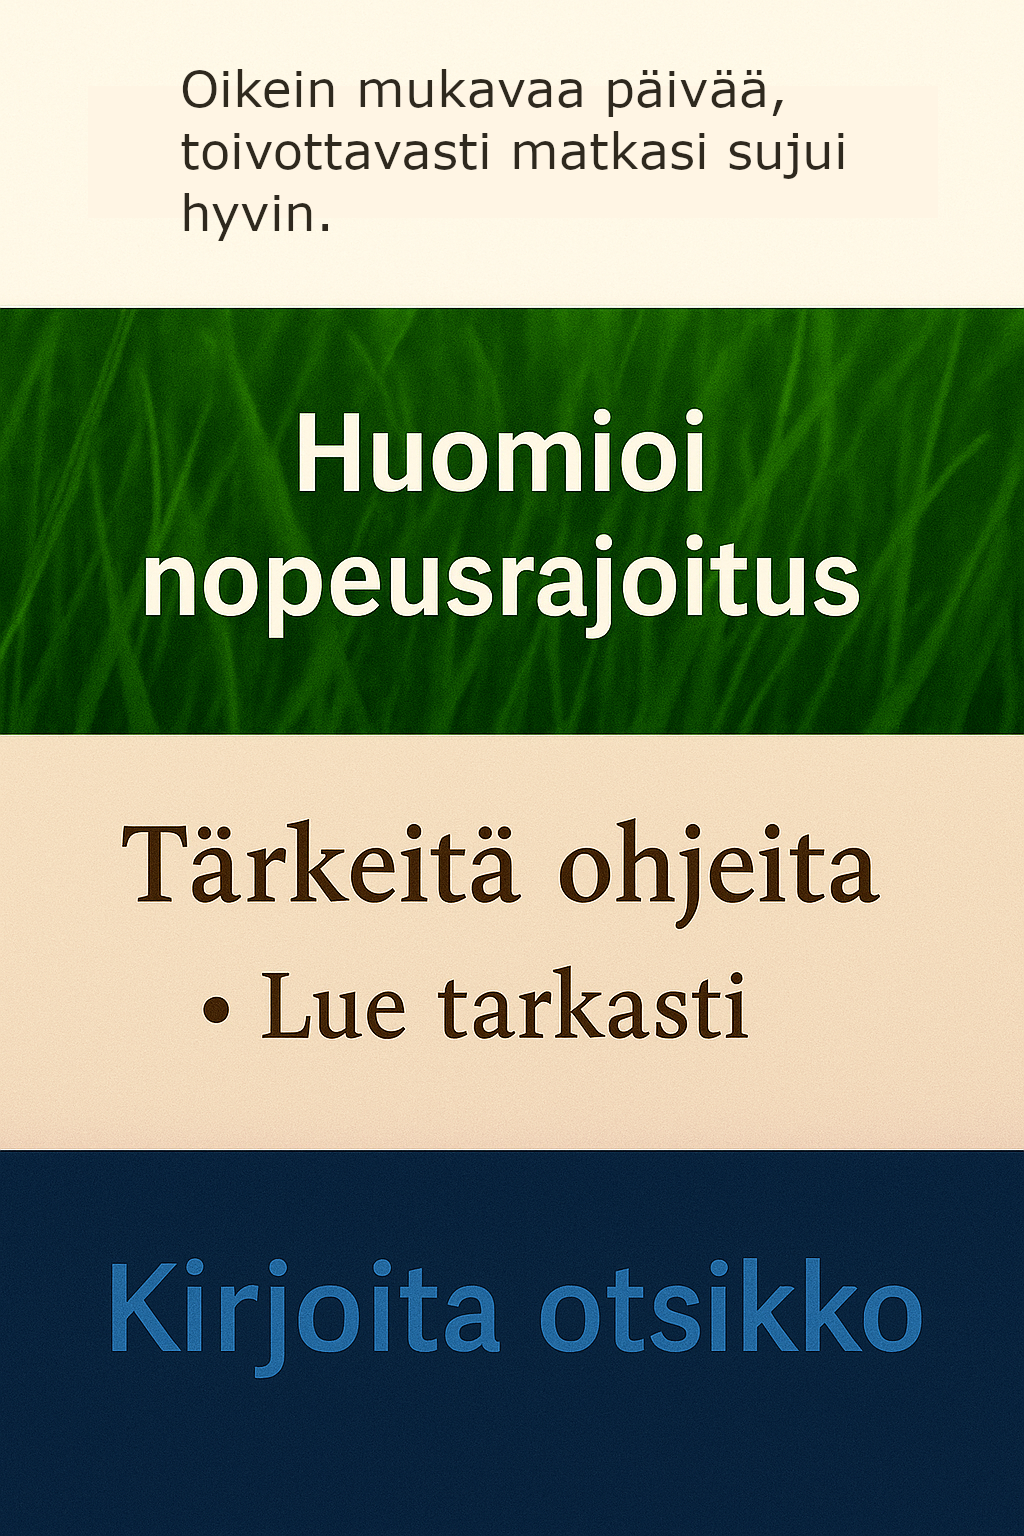 Oikein mukavaa päivää,
toivottavasti matkasi sujui
hyvin.
Huomioi
nopeusrajoitus
Tärkeitä ohjeita
• Lue tarkasti
Kirjoita otsikko